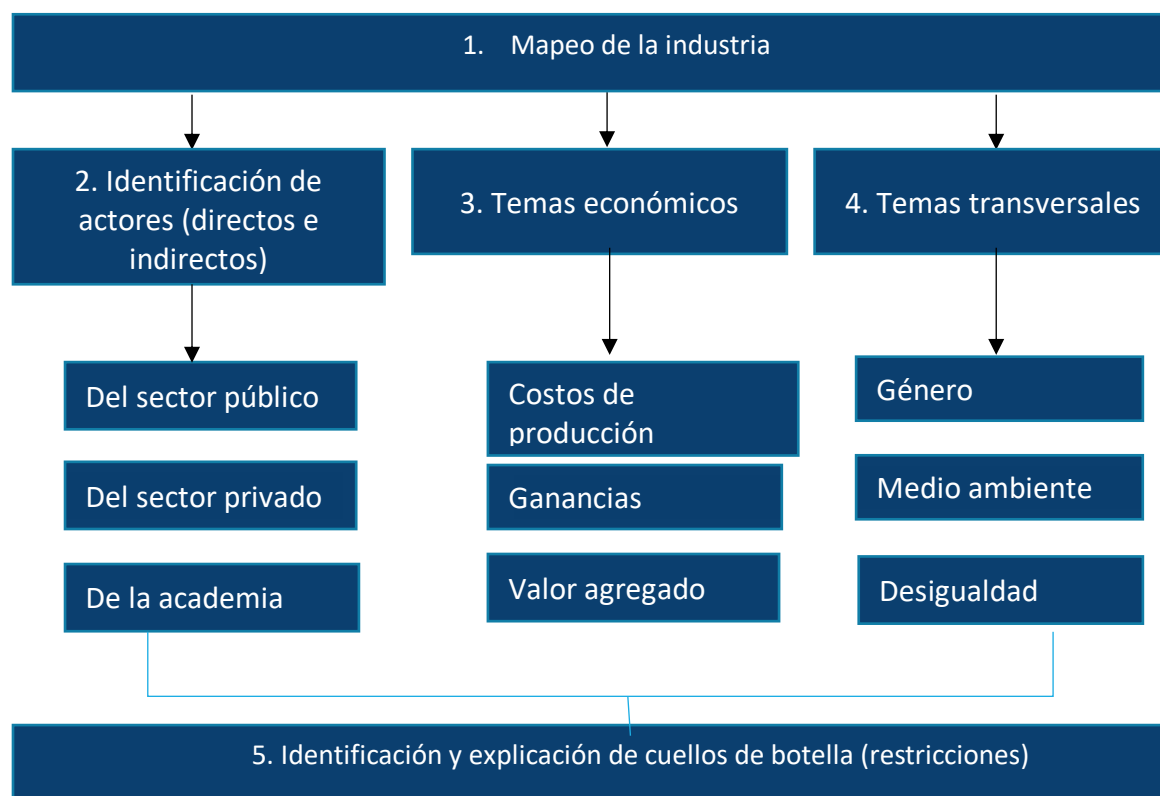 1. Mapeo de la industria
2. Identificación de
actores (directos e
indirectos)
3. Temas económicos
4. Temas transversales
Del sector público
Del sector privado
De la academia
Costos de
producción
Ganancias
Valor agregado
Género
Medio ambiente
Desigualdad
5. Identificación y explicación de cuellos de botella (restricciones)